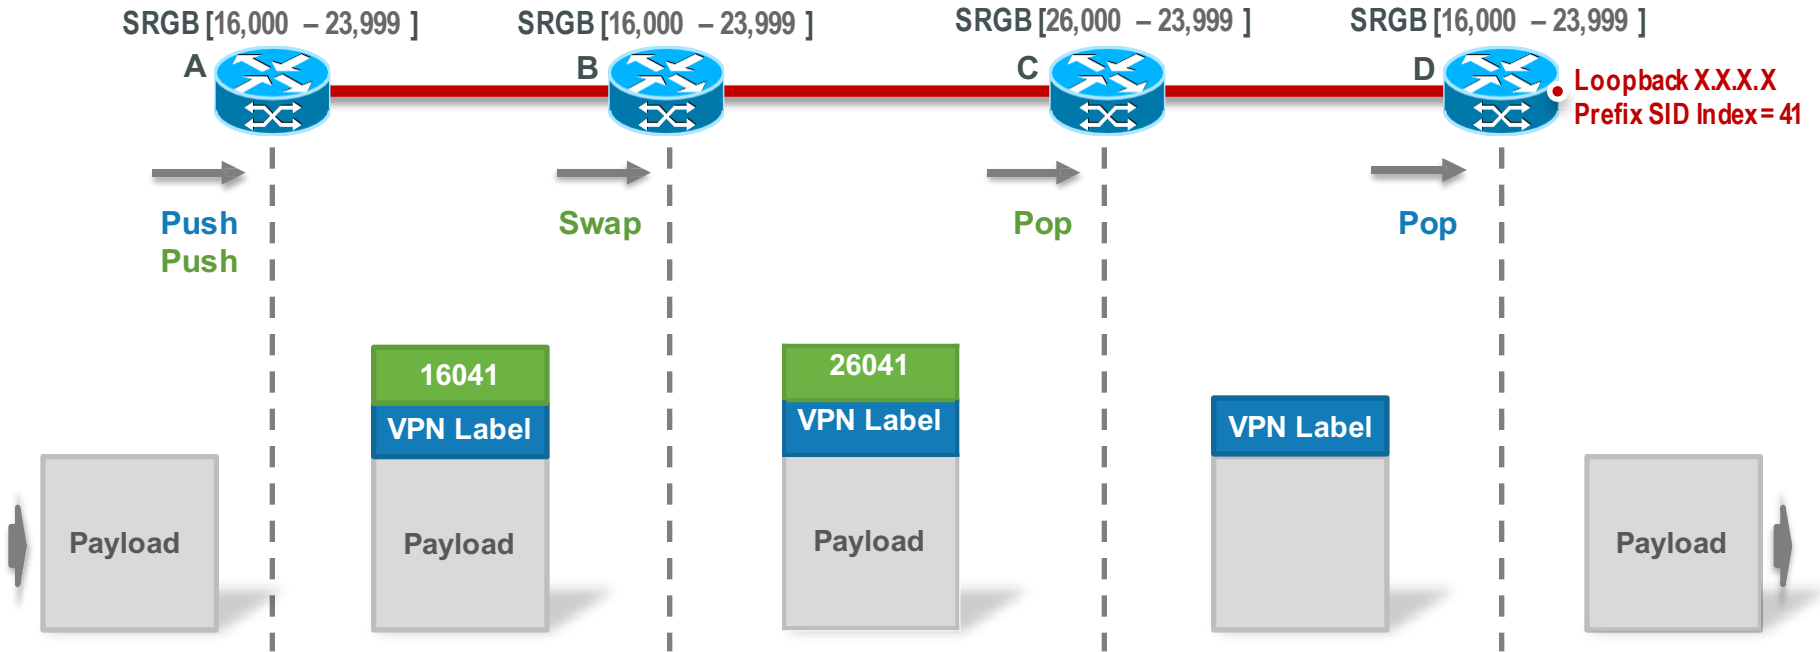 SRGB [16,000 – 23,999 ]
SRGB [16,000 – 23,999 ]
SRGB [26,000 – 23,999 ]
SRGB [16,000 – 23,999 ]
A
B
C
D
Loopback X.X.X.X
Prefix SID Index = 41
Push
Push
Swap
Pop
Pop
16041
VPN Label
Payload
26041
VPN Label
Payload
VPN Label
Payload
Payload